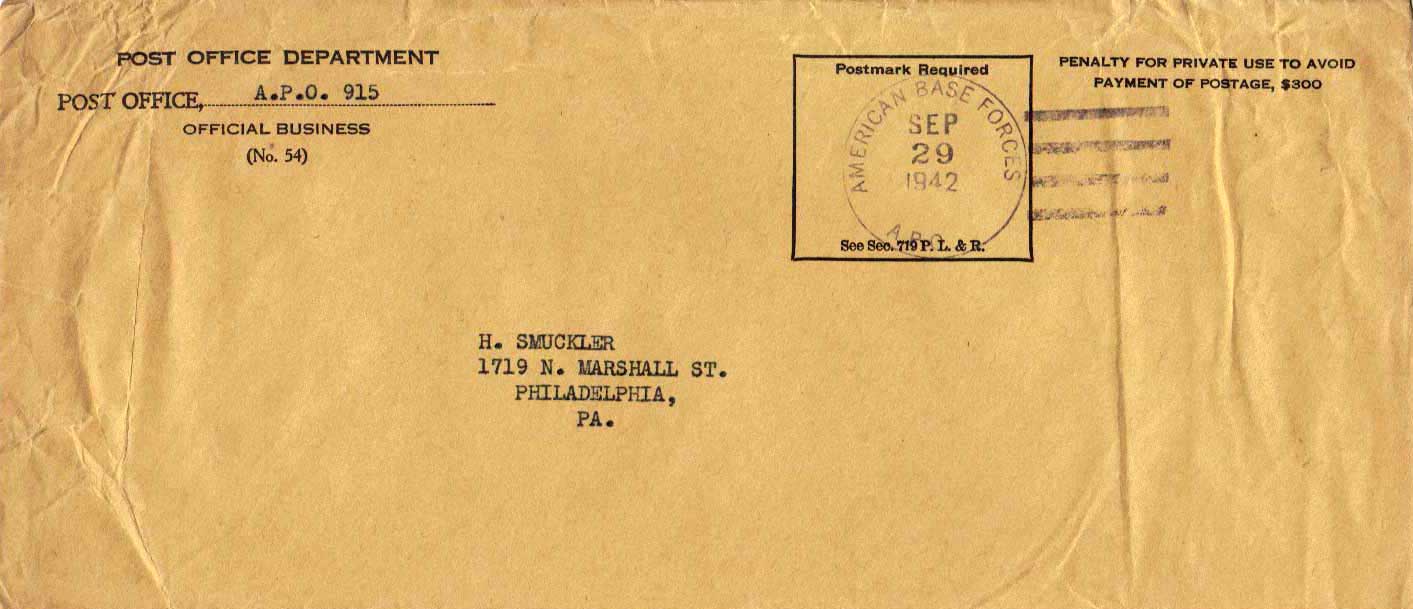 POST OFFICE DEPARTMENT
POST OFFICE, A.P.O. 915
OFFICIAL BUSINESS
(No. 54)
Postmark Required
AMERICAN BASE FORCES
SEP
29
1942
A.P.O.
See Sec. 719 P. L. & R.
PENALTY FOR PRIVATE USE TO AVOID
PAYMENT OF POSTAGE, $300
H. SMUCKLER
1719 N. MARSHALL ST.
PHILADELPHIA,
PA.